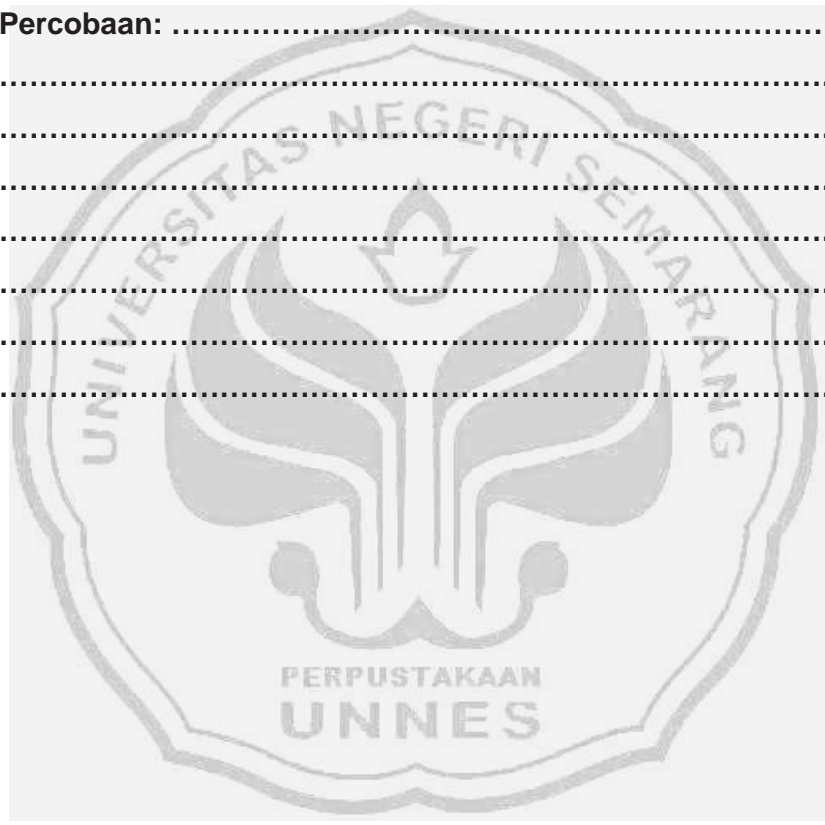 Percobaan: ……………………………………………………………
……………………………………………………………………………
……………………………………………………………………………
……………………………………………………………………………
……………………………………………………………………………
……………………………………………………………………………
……………………………………………………………………………
……………………………………………………………………………
UNIVERSITAS NEGERI SEMARANG
PERPUSTAKAAN
UNNES